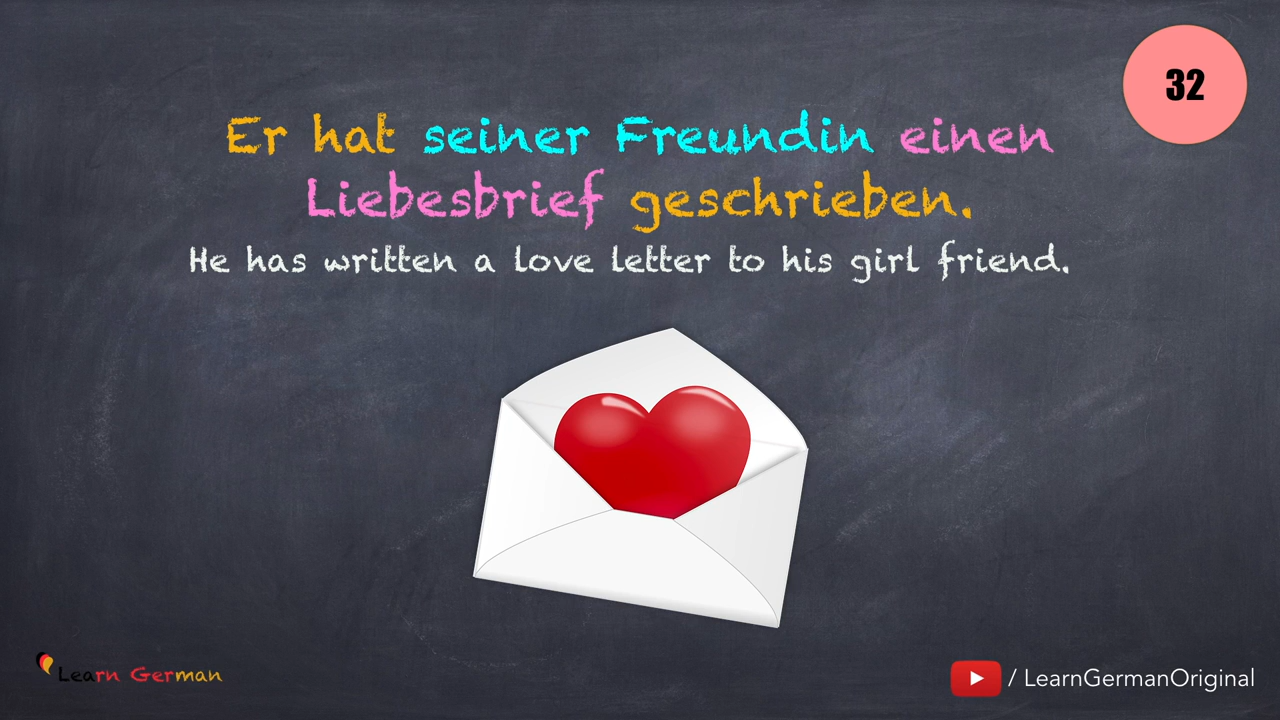 32
Er hat seiner Freundin einen
Liebesbrief geschrieben.
He has written a love letter to his girl friend.
Learn German
/ LearnGermanOriginal